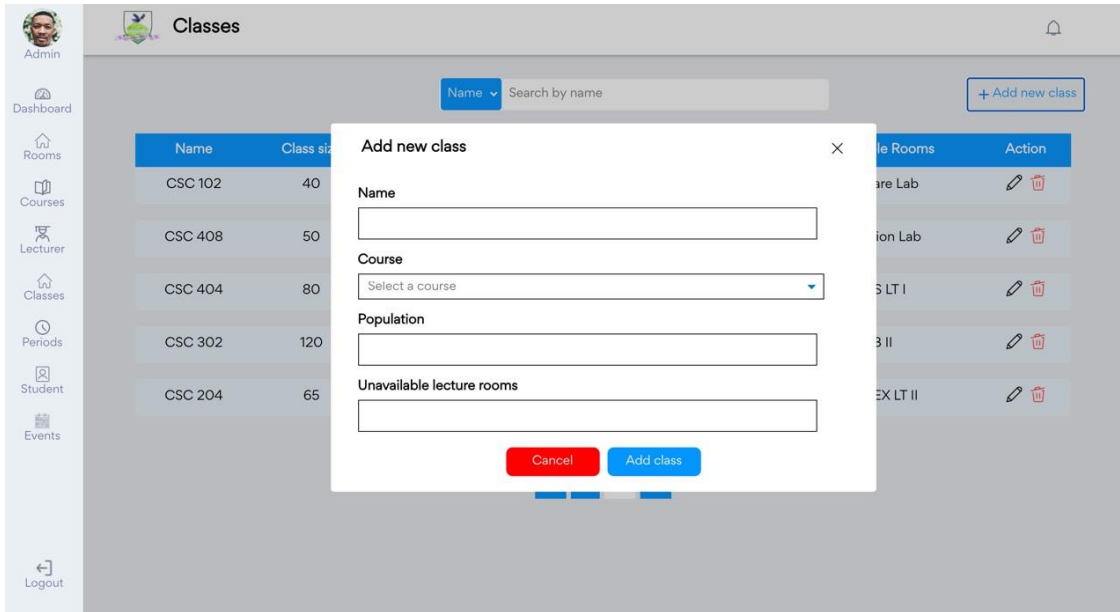 Admin
Classes
Dashboard
Rooms
Courses
Lecturer
Classes
Periods
Student
Events
Logout
Name
Search by name
+ Add new class
Name
Class siz
le Rooms
Action
CSC 102
40
are Lab
CSC 408
50
ion Lab
CSC 404
80
S LT I
CSC 302
120
II
CSC 204
65
EX LT II
Add new class
Name
Course
Select a course
Population
Unavailable lecture rooms
Cancel
Add class